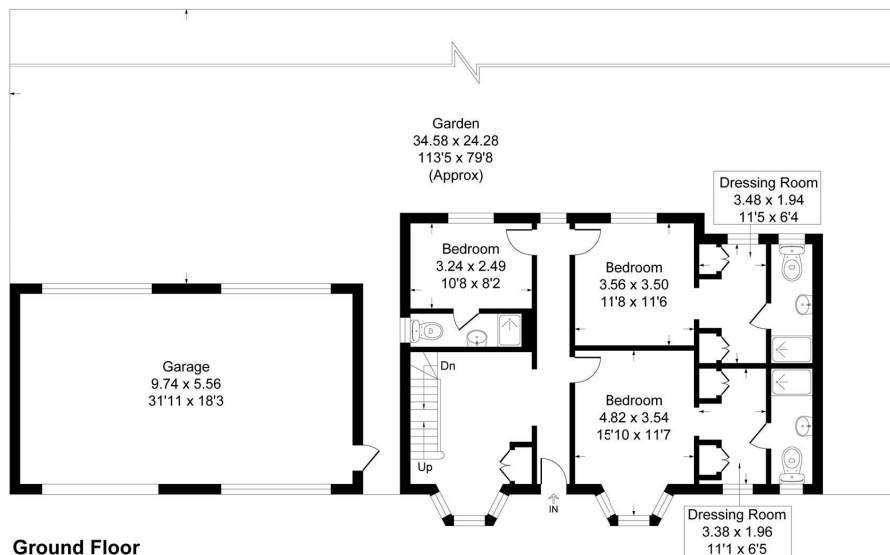 Garden
34.58 x 24.28
113'5 x 79'8
(Approx)
Dressing Room
3.48 x 1.94
11'5 x 6'4
Bedroom
3.24 x 2.49
10'8 x 8'2
Bedroom
3.56 x 3.50
11'8 x 11'6
Garage
9.74 x 5.56
31'11 x 18'3
Dn
Up
Bedroom
4.82 x 3.54
15'10 x 11'7
IN
Dressing Room
3.38 x 1.96
11'1 x 6'5
Ground Floor